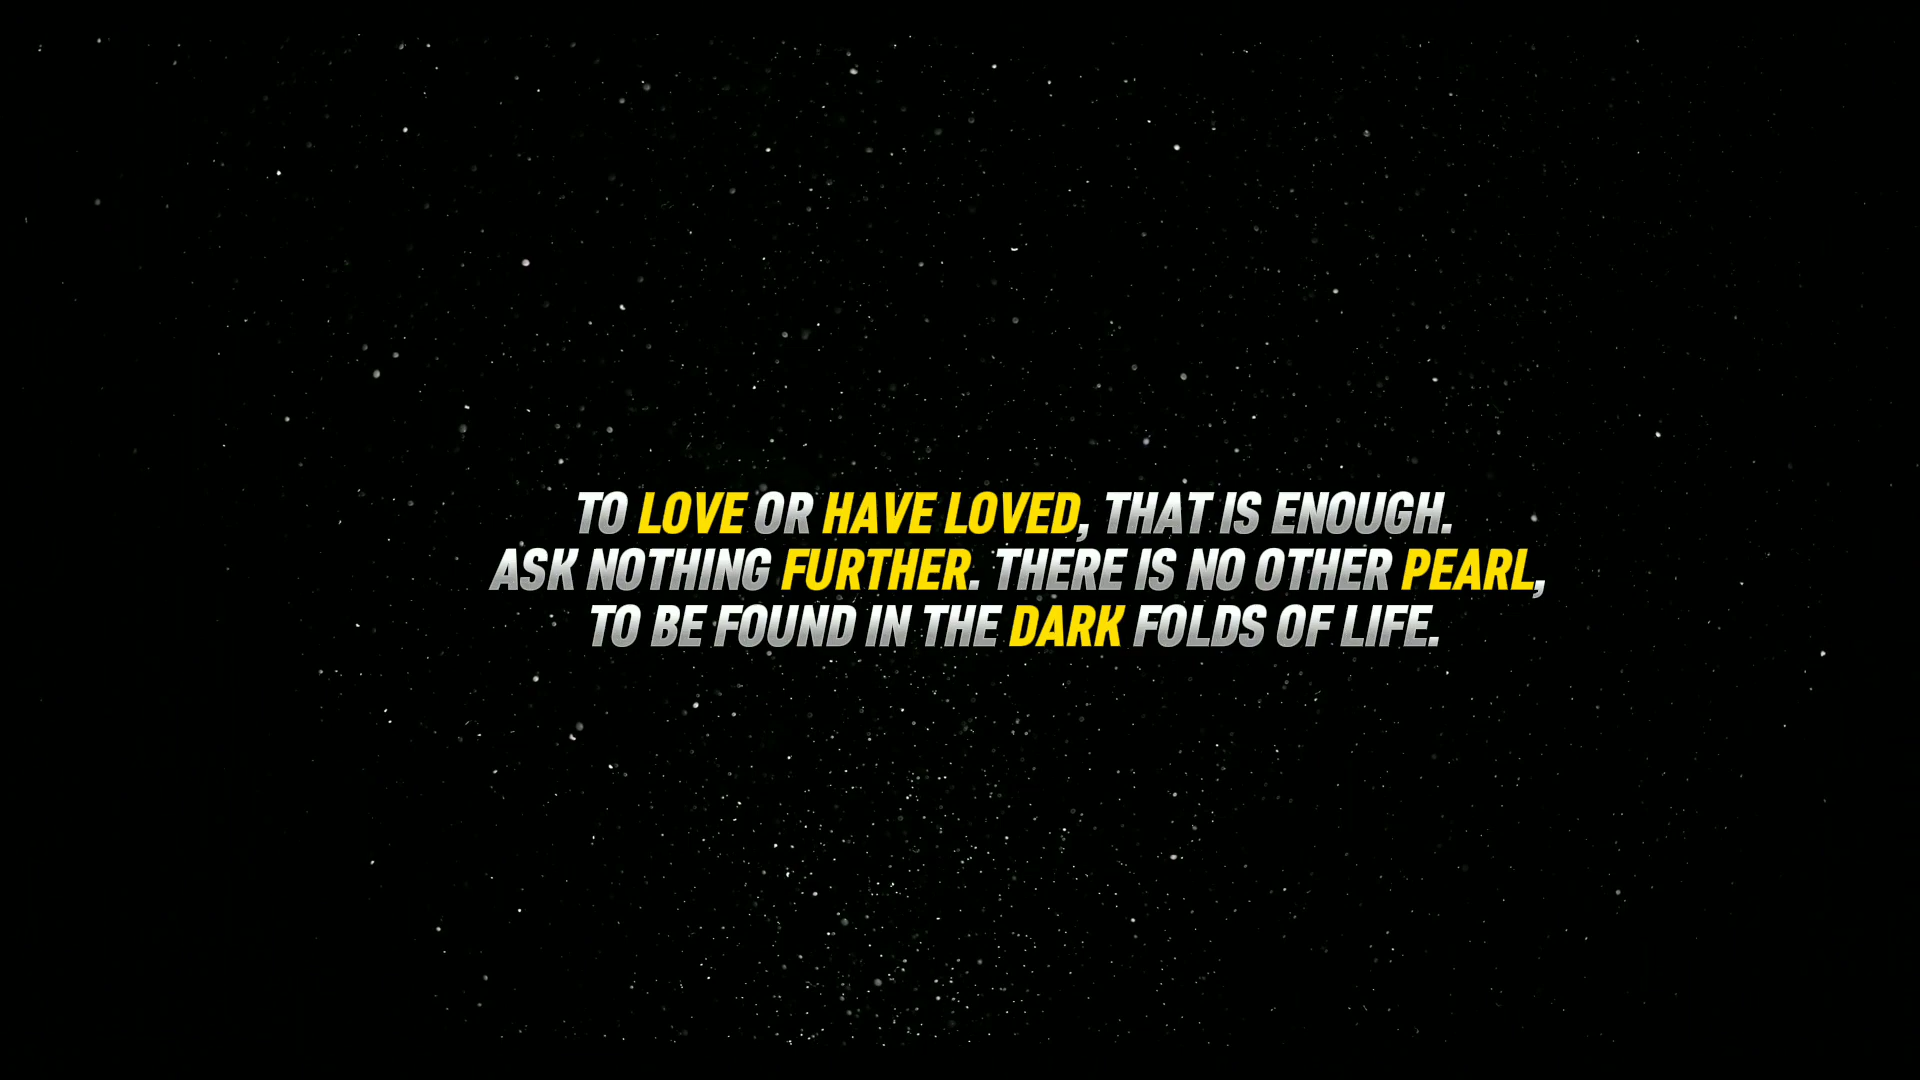 TO LOVE OR HAVE LOVED, THAT IS ENOUGH.
ASK NOTHING FURTHER. THERE IS NO OTHER PEARL,
TO BE FOUND IN THE DARK FOLDS OF LIFE.